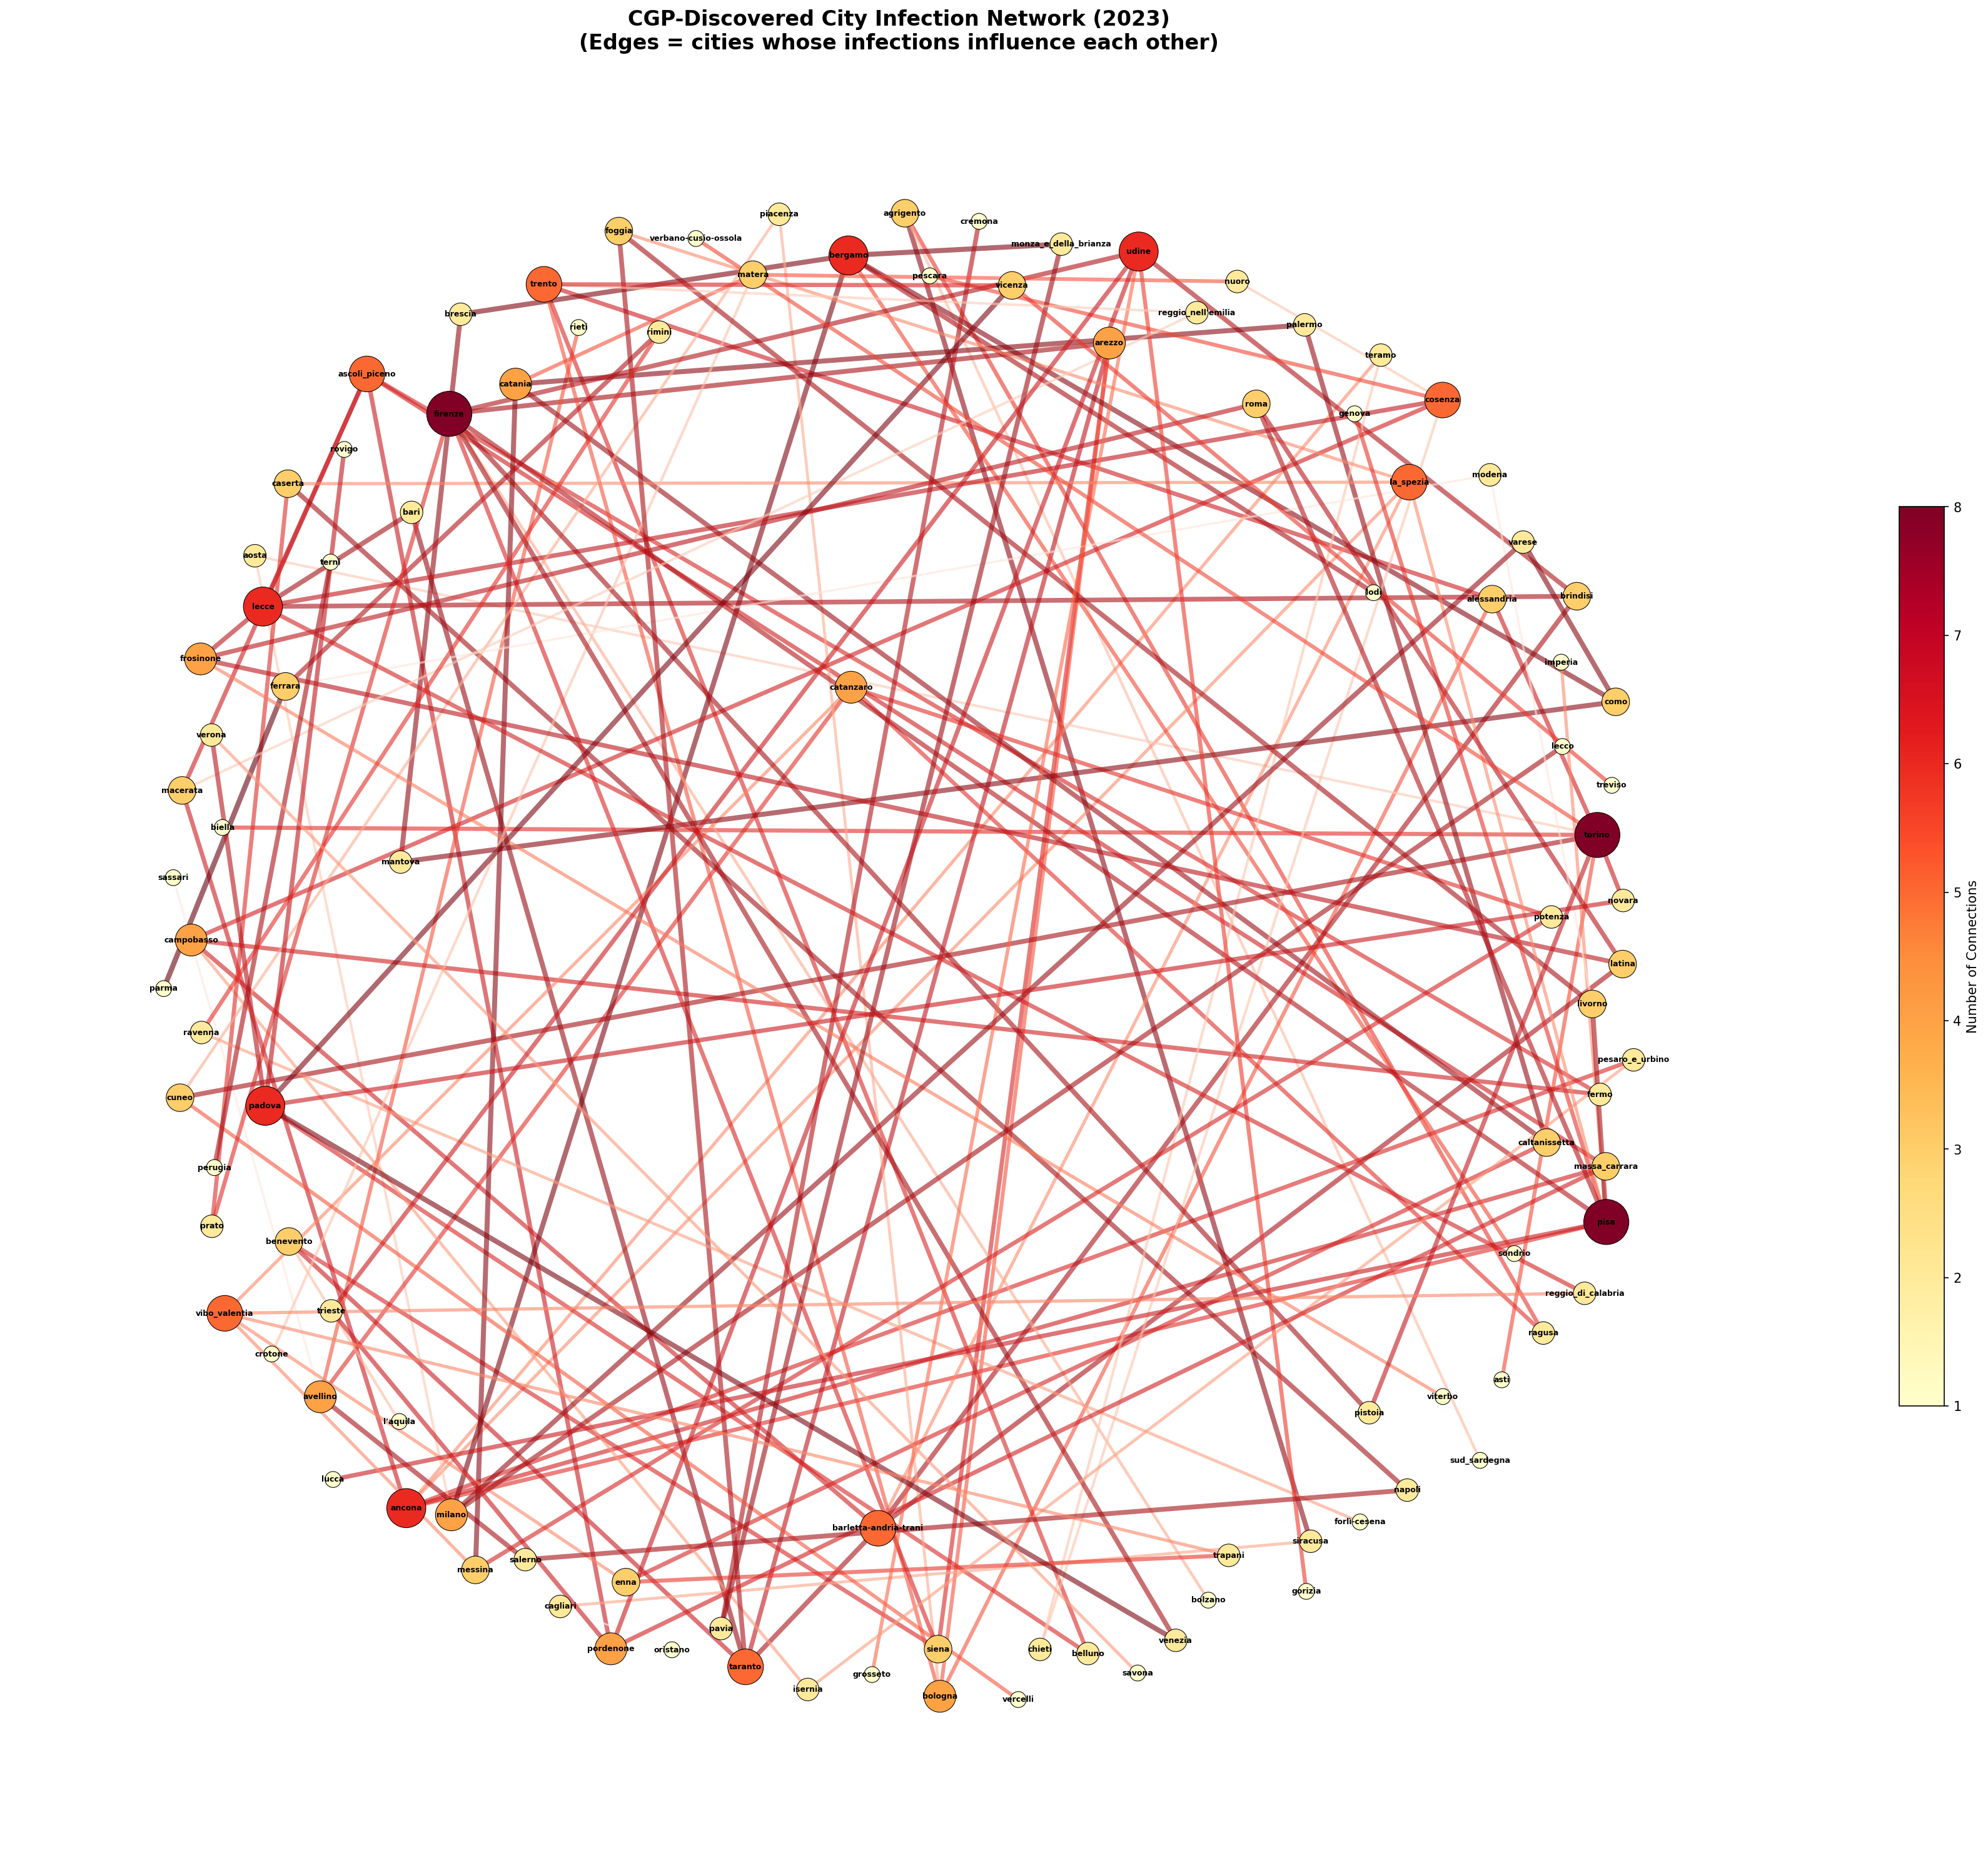 CGP-Discovered City Infection Network (2023)
(Edges = cities whose infections influence each other)
piacenza
agrigento
cremona
foggia
verbano-cusio-ossola
monza_e_della_brianza
udine
bergamo
matera
pescara
trento
vicenza
nuoro
reggio_nell'emilia
brescia
rieti
rimini
palermo
arezzo
teramo
ascoli_piceno
catania
firenze
roma
genova
cosenza
rovigo
caserta
la_spezia
modena
bari
varese
aosta
terni
lecce
lodi
alessandria
brindisi
frosinone
ferrara
catanzaro
imperia
como
verona
lecco
macerata
treviso
biella
torino
mantova
sassari
novara
potenza
campobasso
latina
parma
livorno
ravenna
pesaro_e_urbino
cuneo
padova
fermo
caltanissetta
perugia
massa_carrara
prato
pisa
benevento
sondrio
reggio_di_calabria
vibo_valentia
trieste
ragusa
crotone
asti
avellino
viterbo
l'aquila
pistoia
sud_sardegna
lucca
napoli
ancona
milano
barletta-andria-trani
forlì-cesena
siracusa
salerno
trapani
messina
enna
gorizia
cagliari
bolzano
pavia
venezia
pordenone
oristano
siena
chieti
belluno
taranto
grosseto
savona
isernia
bologna
vercelli
8
7
6
5
4
3
2
1
Number of Connections